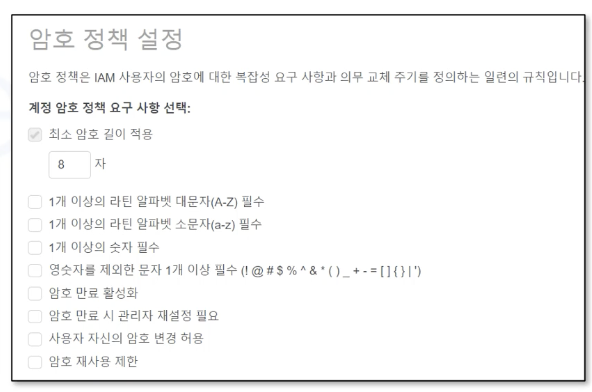 암호 정책 설정
암호 정책은 IAM 사용자의 암호에 대한 복잡성 요구 사항과 의무 교체 주기를 정의하는 일련의 규칙입니다.
계정 암호 정책 요구 사항 선택:
최소 암호 길이 적용
8 자
1개 이상의 라틴 알파벳 대문자(A-Z) 필수
1개 이상의 라틴 알파벳 소문자(a-z) 필수
1개 이상의 숫자 필수
영숫자를 제외한 문자 1개 이상 필수 (! @ # $ % ^ & * ( ) _ + - = [ ] { } | ')
암호 만료 활성화
암호 만료 시 관리자 재설정 필요
사용자 자신의 암호 변경 허용
암호 재사용 제한